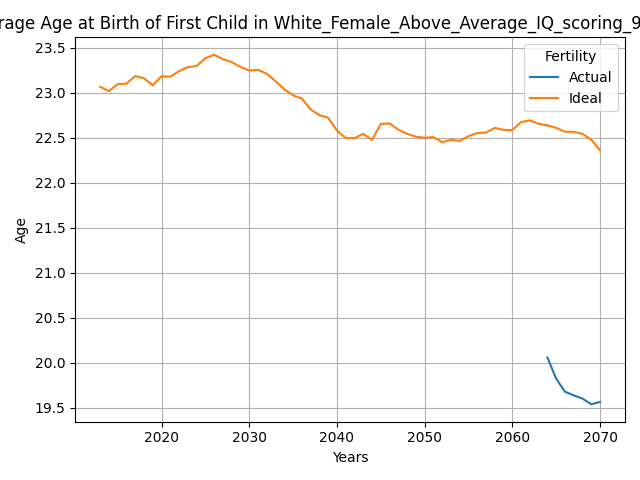 rage Age at Birth of First Child in White_Female_Above_Average_IQ_scoring_9
Fertility
Actual
Ideal
23.5
23.0
22.5
22.0
21.5
21.0
20.5
20.0
19.5
Age
2020 2030 2040 2050 2060 2070
Years